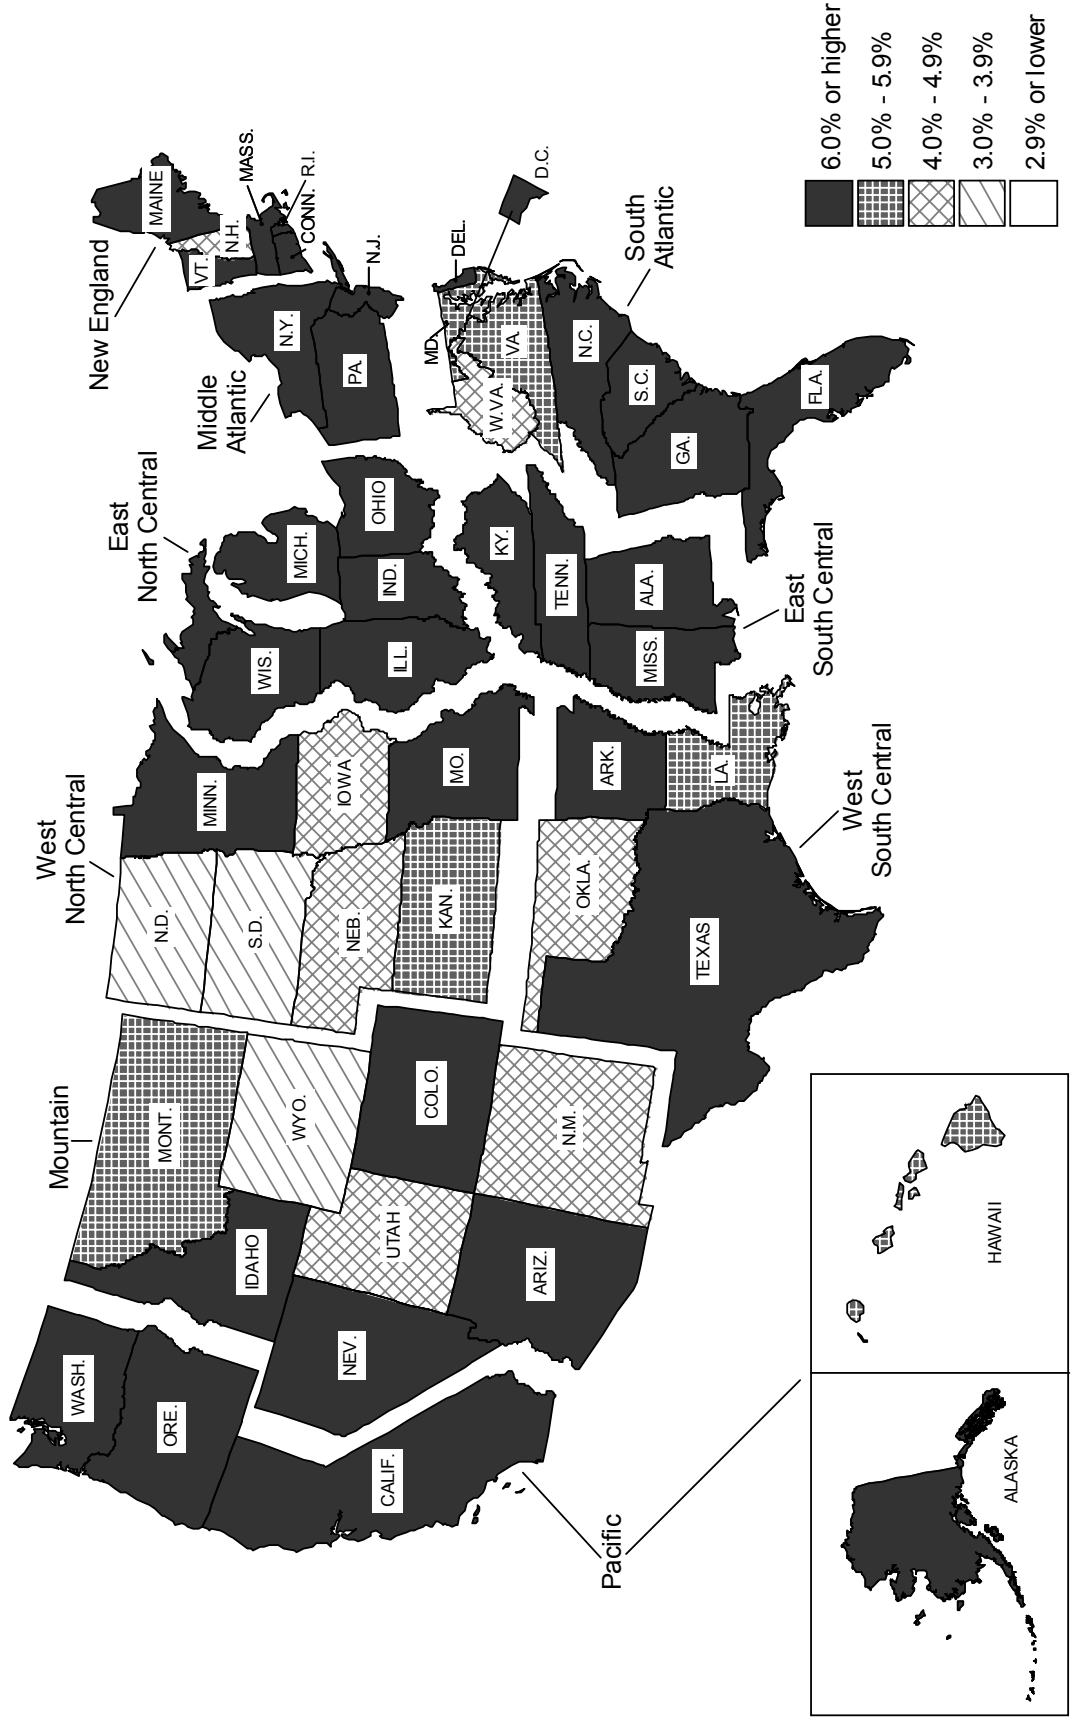 Pacific
Mountain
West
North Central
East
North Central
Middle
Atlantic
New England
WASH.
ORE.
CALIF.
NEV.
IDAHO
MONT.
WYO.
UTAH
ARIZ.
COLO.
N.M.
N.D.
S.D.
NEB.
KAN.
MINN.
IOWA
MO.
WIS.
ILL.
MICH.
IND.
OHIO
N.Y.
PA.
N.J.
VT.
N.H.
MAINE
MASS.
CONN.
R.I.
OKLA.
TEXAS
ARK.
LA.
KY.
TENN.
MISS.
ALA.
MD.
DEL.
D.C.
W.VA.
VA.
N.C.
S.C.
GA.
FLA.
South
Atlantic
East
South Central
West
South Central
ALASKA
HAWAII
6.0% or higher
5.0% - 5.9%
4.0% - 4.9%
3.0% - 3.9%
2.9% or lower